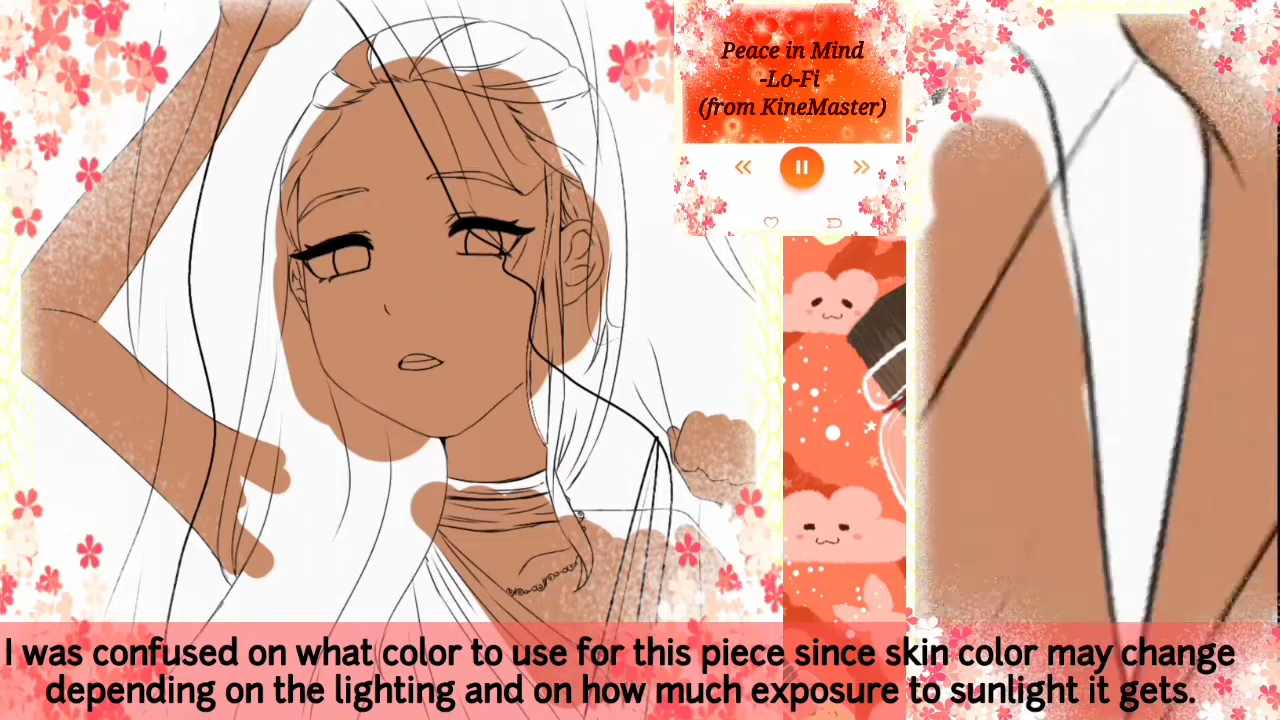 Peace in Mind
-Lo-Fi
(from KineMaster)
I was confused on what color to use for this piece since skin color may change
depending on the lighting and on how much exposure to sunlight it gets.